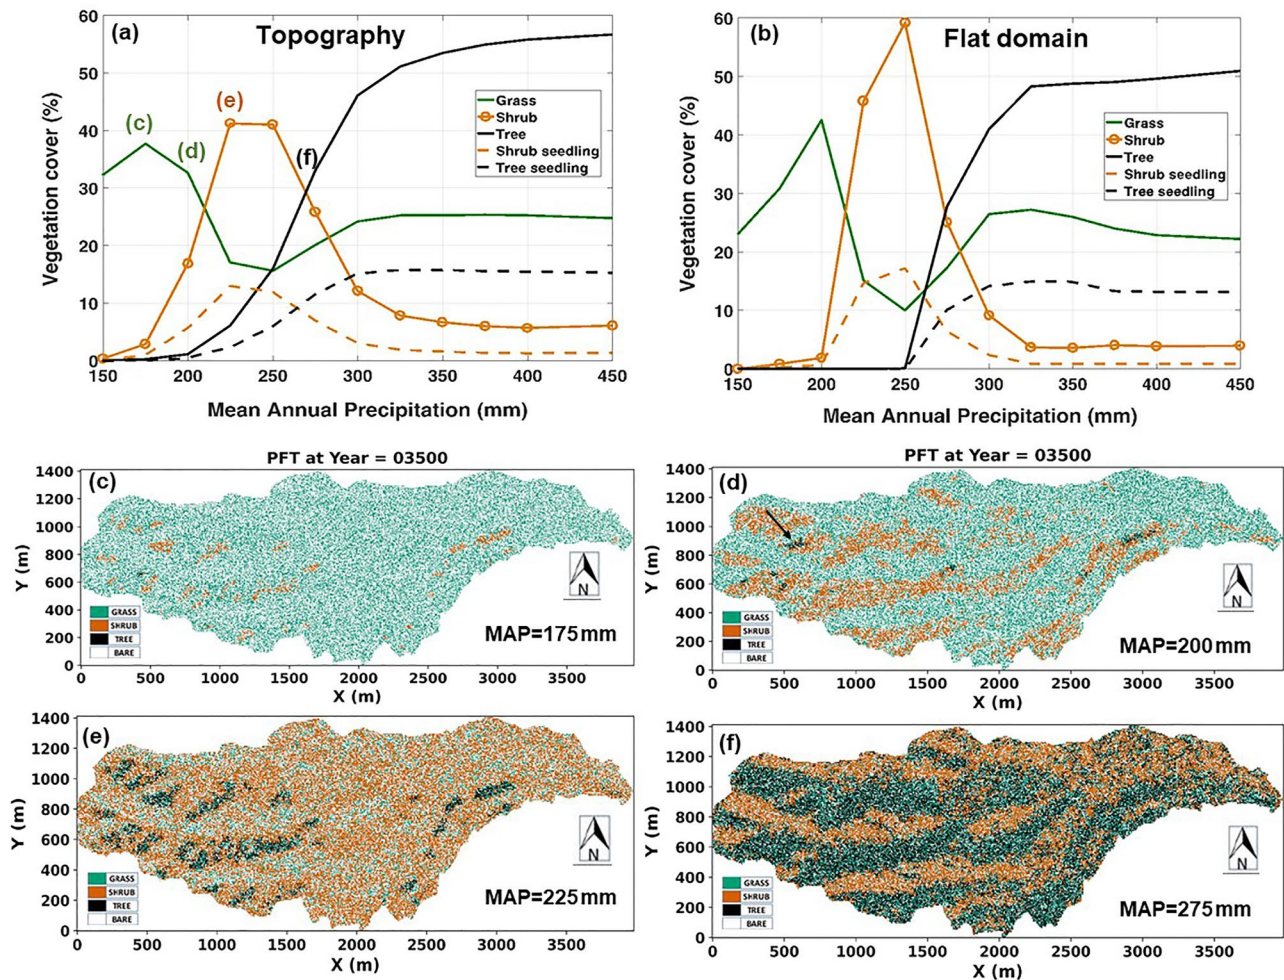 (a)
Topography
Vegetation cover (%)
60
50
40
30
20
10
0
(c)
(d)
(e)
(f)
Grass
Shrub
Tree
Shrub seedling
Tree seedling
150 200 250 300 350 400 450
Mean Annual Precipitation (mm)
(b)
Flat domain
Vegetation cover (%)
60
50
40
30
20
10
0
Grass
Shrub
Tree
Shrub seedling
Tree seedling
150 200 250 300 350 400 450
Mean Annual Precipitation (mm)
PFT at Year = 03500
(c)
Y (m)
1400
1200
1000
800
600
400
200
0
GRASS
SHRUB
TREE
BARE
N
MAP=175mm
0 500 1000 1500 2000 2500 3000 3500
X (m)
PFT at Year = 03500
(d)
Y (m)
1400
1200
1000
800
600
400
200
0
GRASS
SHRUB
TREE
BARE
N
MAP=200mm
0 500 1000 1500 2000 2500 3000 3500
X (m)
(e)
Y (m)
1400
1200
1000
800
600
400
200
0
GRASS
SHRUB
TREE
BARE
N
MAP=225mm
0 500 1000 1500 2000 2500 3000 3500
X (m)
(f)
Y (m)
1400
1200
1000
800
600
400
200
0
GRASS
SHRUB
TREE
BARE
N
MAP=275mm
0 500 1000 1500 2000 2500 3000 3500
X (m)